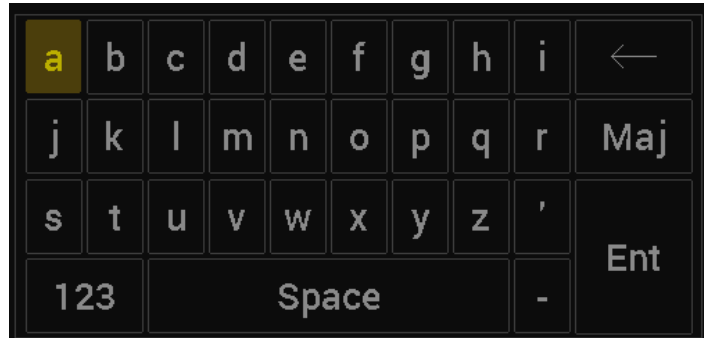 a b c d e f g h i ←
j k l m n o p q r Maj
s t u v w x y z ' Ent
123 Space -